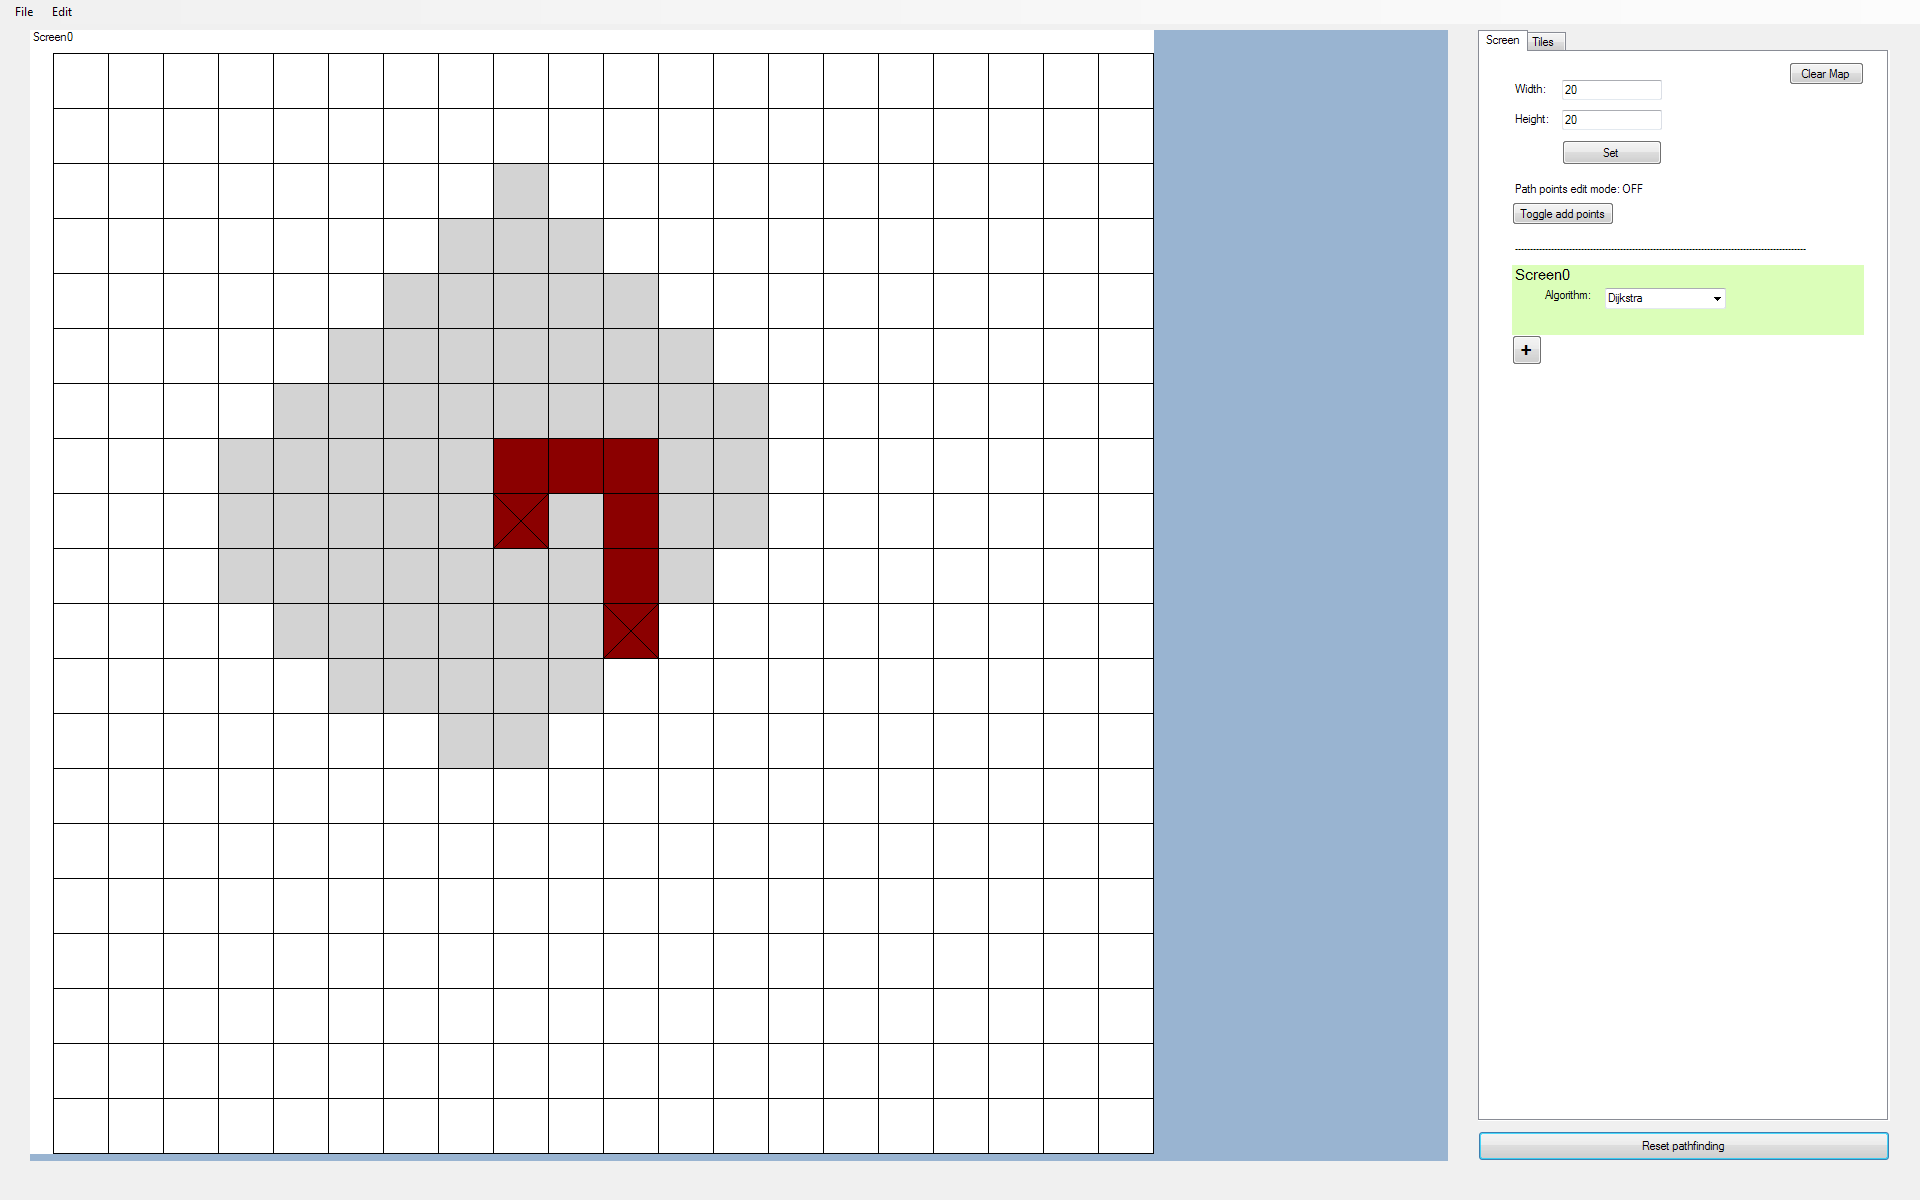 File Edit
Screen0
Screen Tiles
Clear Map
Width: 20
Height: 20
Set
Path points edit mode: OFF
Toggle add points
Screen0
Algorithm: Dijkstra
+
Reset pathfinding